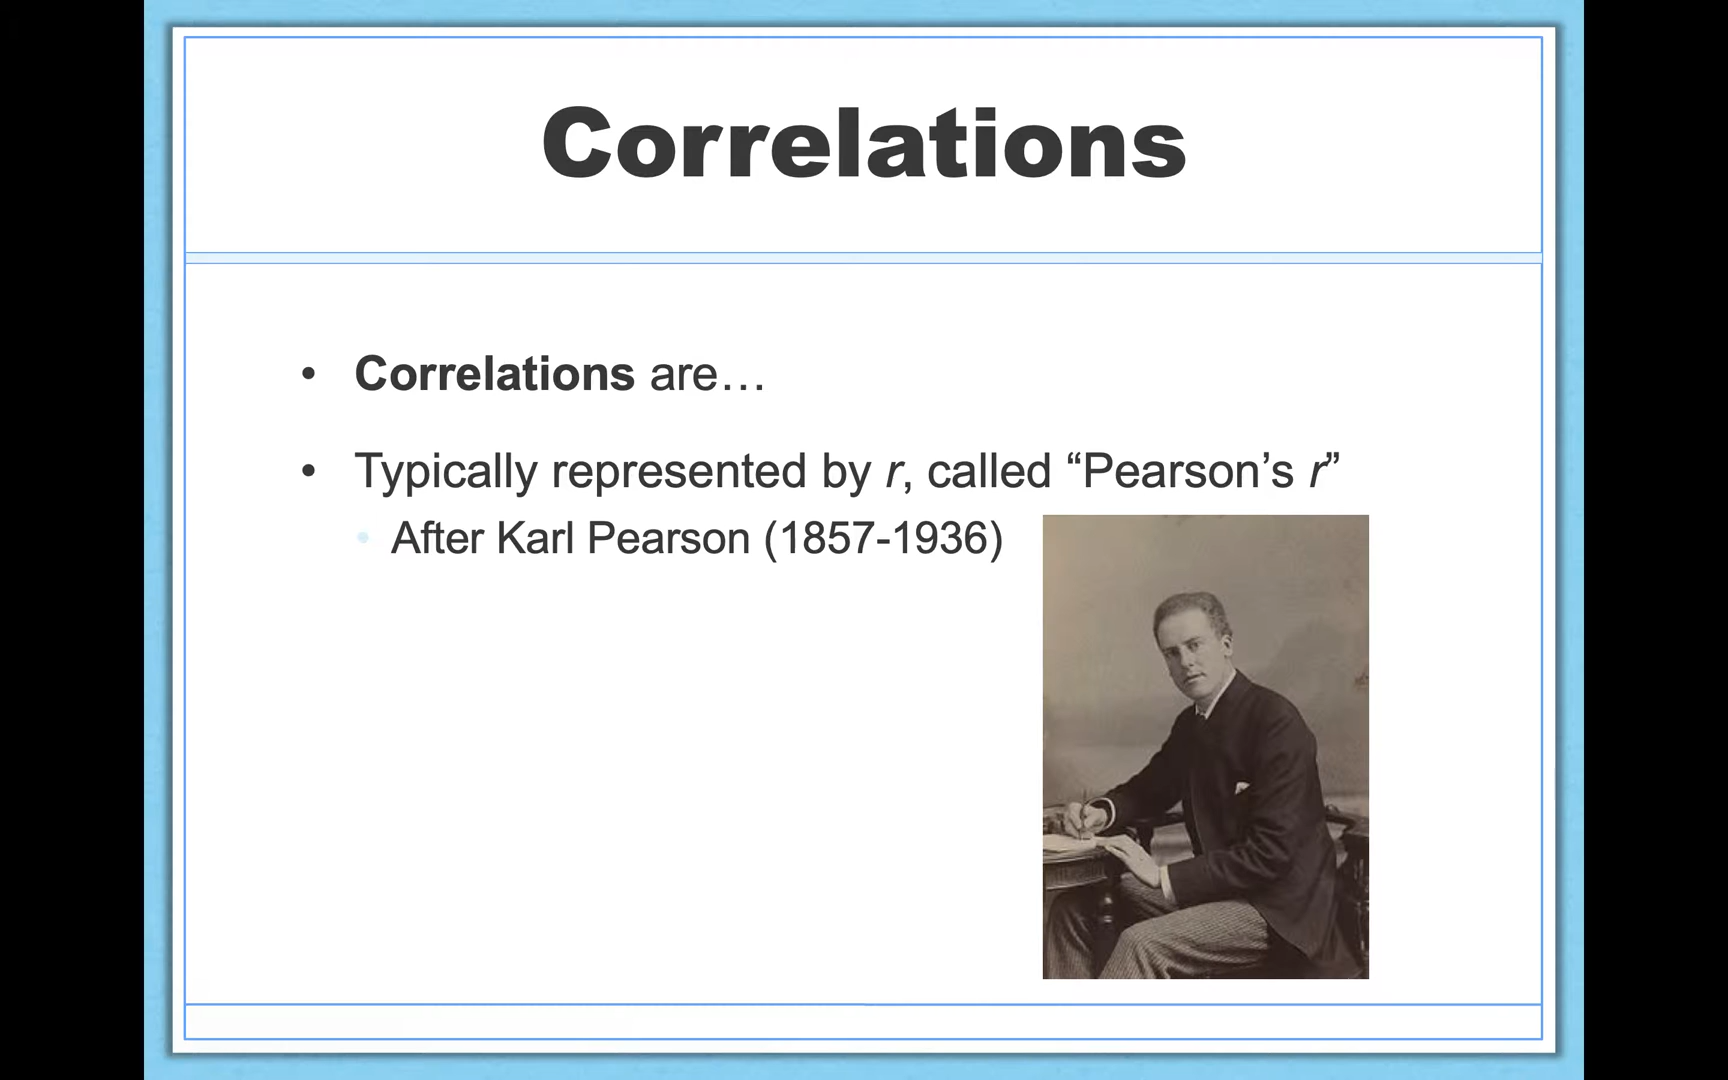 Correlations
• Correlations are…
• Typically represented by r, called “Pearson’s r”
• After Karl Pearson (1857-1936)